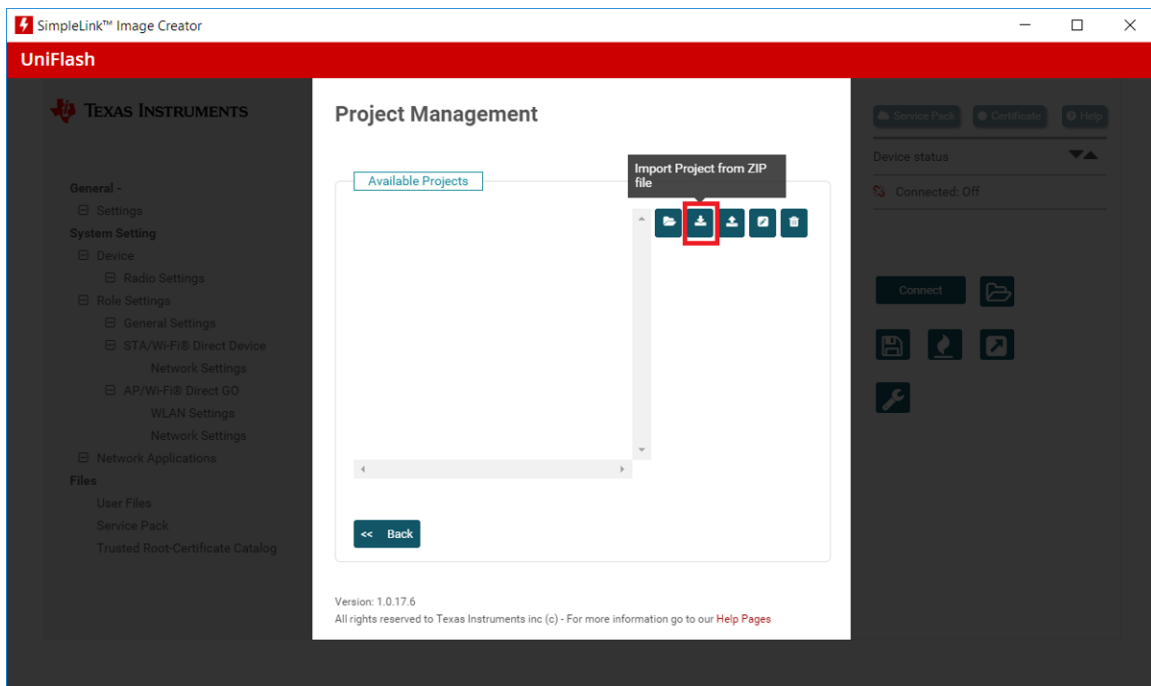 SimpleLink™ Image Creator
UniFlash
TEXAS INSTRUMENTS
General -
Settings
System Setting
Device
Radio Settings
Role Settings
General Settings
STA/Wi-Fi® Direct Device
Network Settings
AP/Wi-Fi® Direct GO
WLAN Settings
Network Settings
Network Applications
Files
User Files
Service Pack
Trusted Root-Certificate Catalog
Project Management
Available Projects
Import Project from ZIP
file
<< Back
Version: 1.0.17.6
All rights reserved to Texas Instruments inc (c) - For more information go to our Help Pages
Service Pack
Certificate
Help
Device status
Connected: Off
Connect